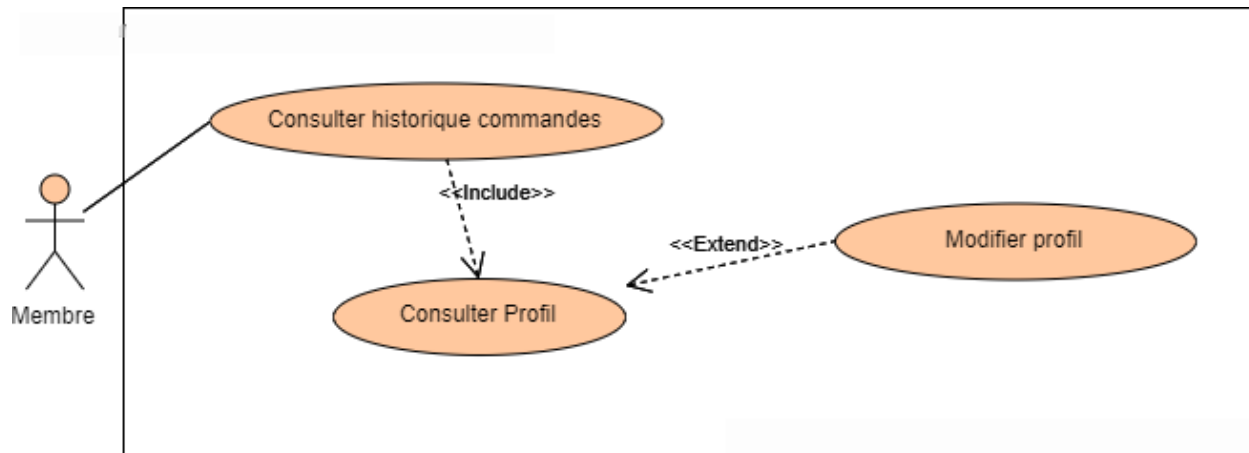 Consulter historique commandes
<<Include>>
<<Extend>>
Modifier profil
Consulter Profil
Membre